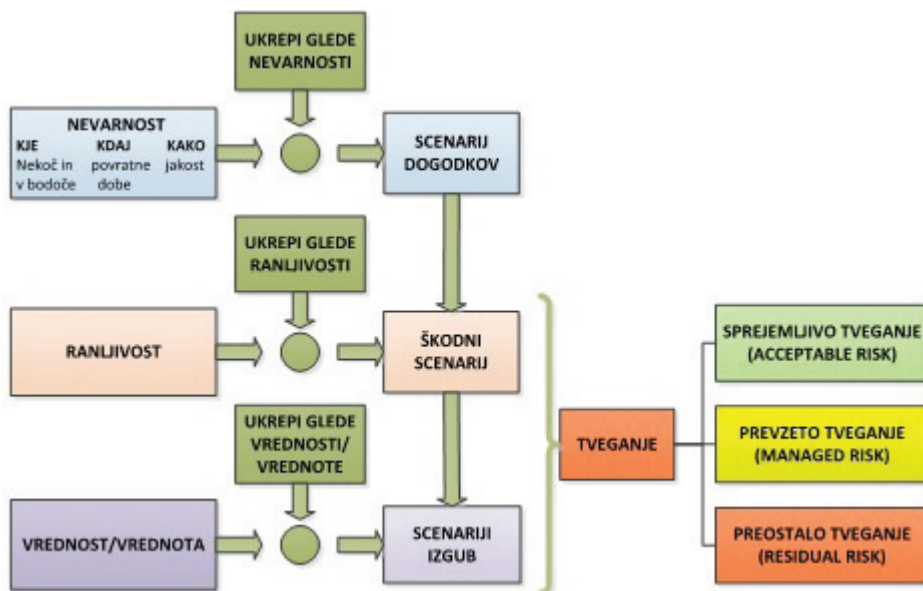 UKREPI GLEDE
NEVARNOSTI
NEVARNOST
KJE KDAJ KAKO
Nekoč in povratne jakost
v bodoče dobe
SCENARIJ
DOGODKOV
UKREPI GLEDE
RANLJIVOSTI
RANLJIVOST
ŠKODNI
SCENARIJ
UKREPI GLEDE
VREDNOSTI/
VREDNOTE
VREDNOST/VREDNOTA
SCENARIJI
IZGUB
TVEGANJE
SPREJEMLJIVO TVEGANJE
(ACCEPTABLE RISK)
PREVZETO TVEGANJE
(MANAGED RISK)
PREOSTALO TVEGANJE
(RESIDUAL RISK)